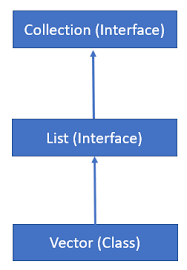 Collection (Interface)
List (Interface)
Vector (Class)